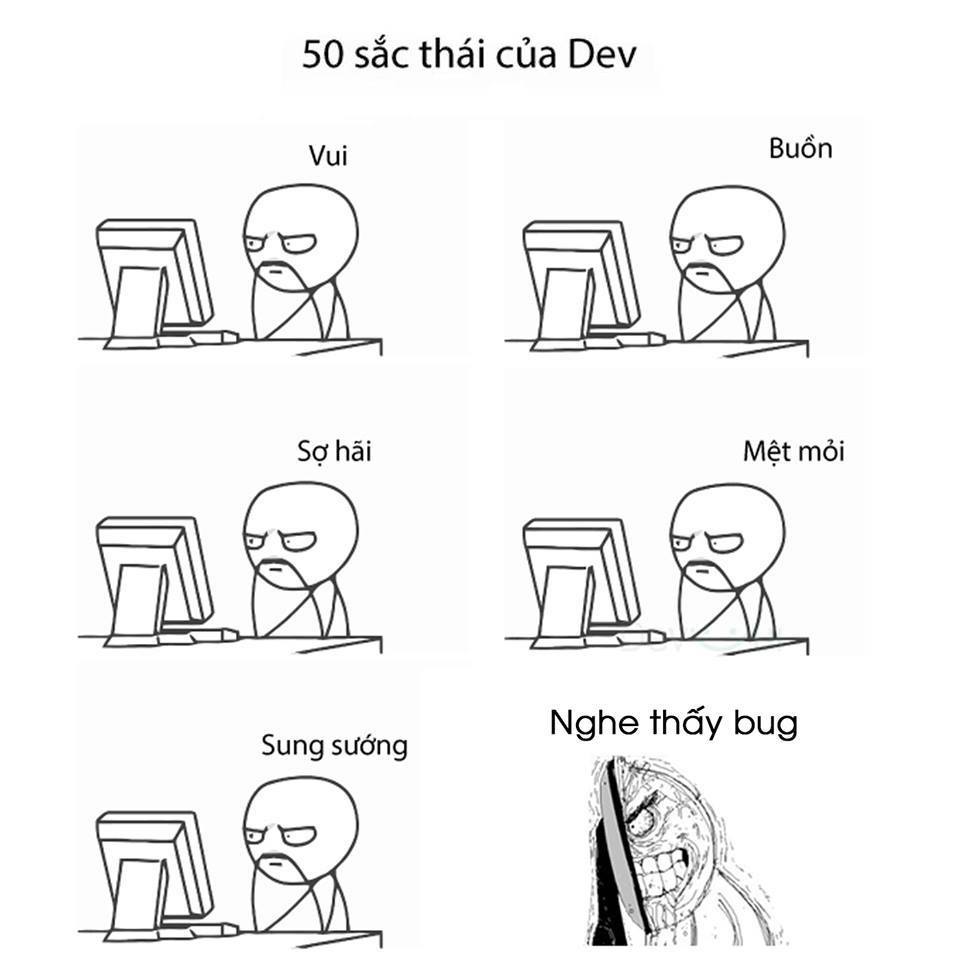 50 sắc thái của Dev
Vui
Buồn
Sợ hãi
Mệt mỏi
Sung sướng
Nghe thấy bug